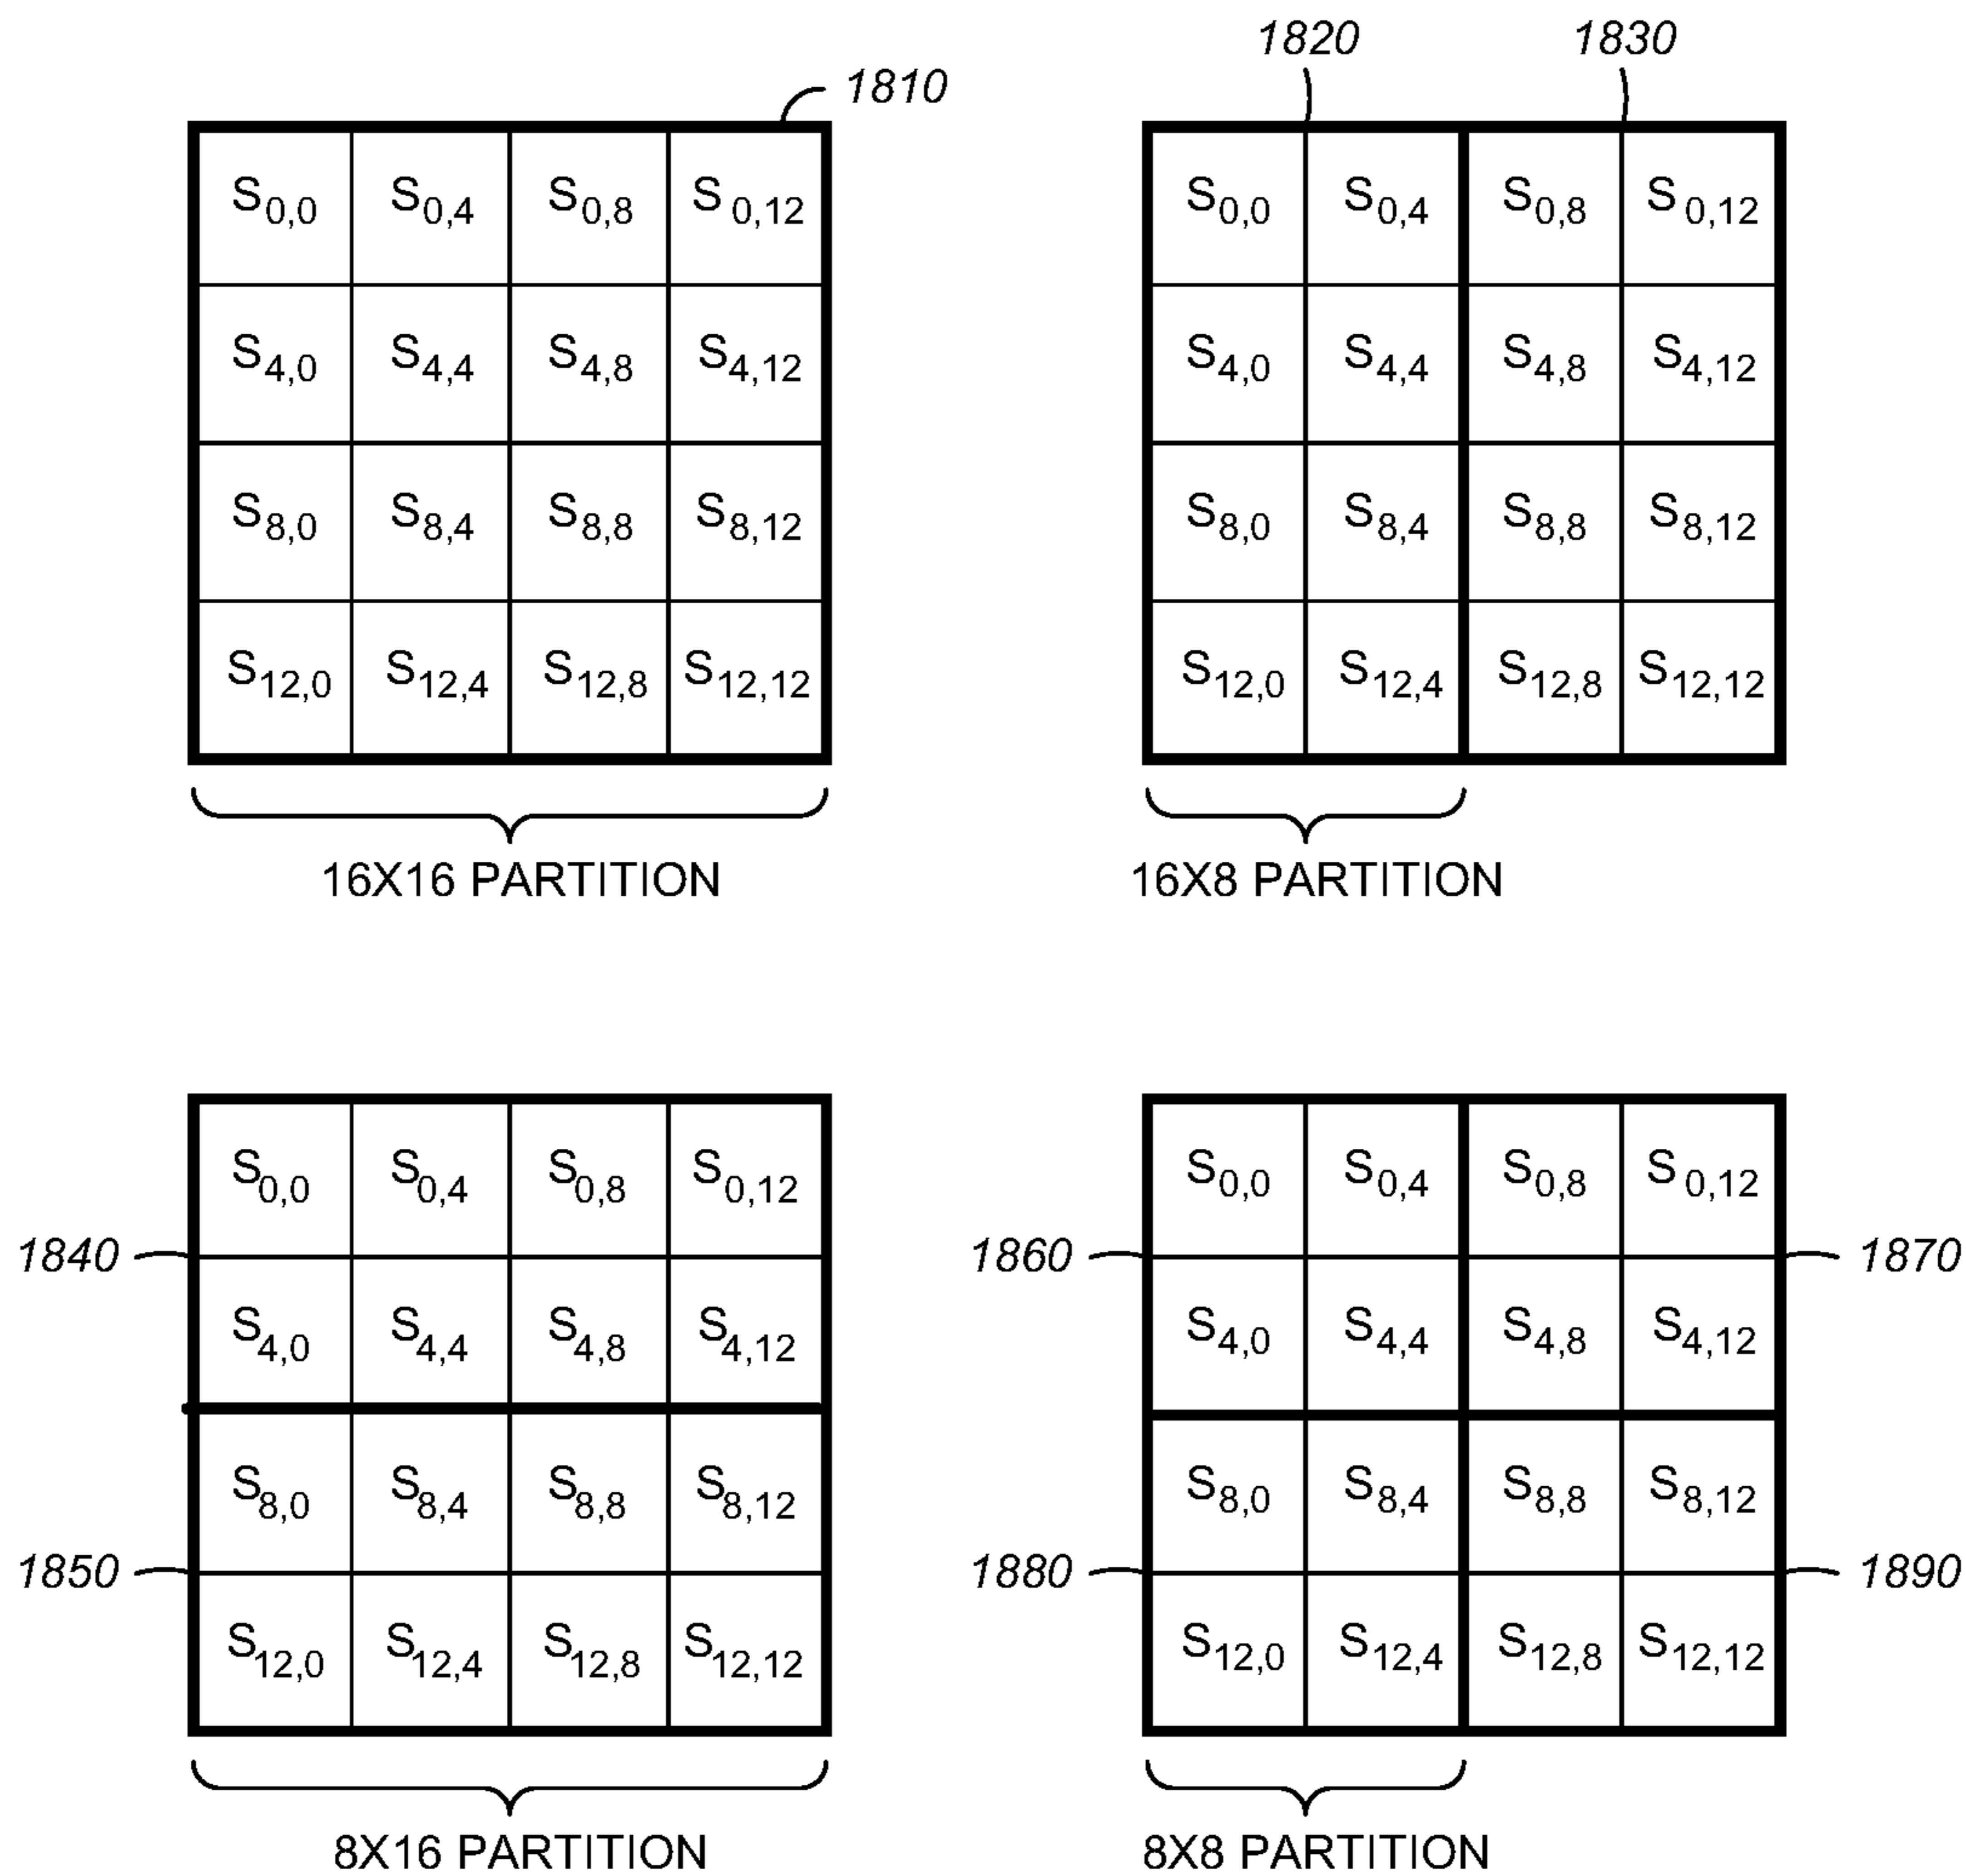 1820 1830
1810
S0,0 S0,4 S0,8 S0,12 S0,0 S0,4 S0,8 S0,12
S4,0 S4,4 S4,8 S4,12 S4,0 S4,4 S4,8 S4,12
S8,0 S8,4 S8,8 S8,12 S8,0 S8,4 S8,8 S8,12
S12,0 S12,4 S12,8 S12,12 S12,0 S12,4 S12,8 S12,12
16X16 PARTITION 16X8 PARTITION
S0,0 S0,4 S0,8 S0,12 S0,0 S0,4 S0,8 S0,12
1840 1860 1870
S4,0 S4,4 S4,8 S4,12 S4,0 S4,4 S4,8 S4,12
S8,0 S8,4 S8,8 S8,12 S8,0 S8,4 S8,8 S8,12
1850 1880 1890
S12,0 S12,4 S12,8 S12,12 S12,0 S12,4 S12,8 S12,12
8X16 PARTITION 8X8 PARTITION